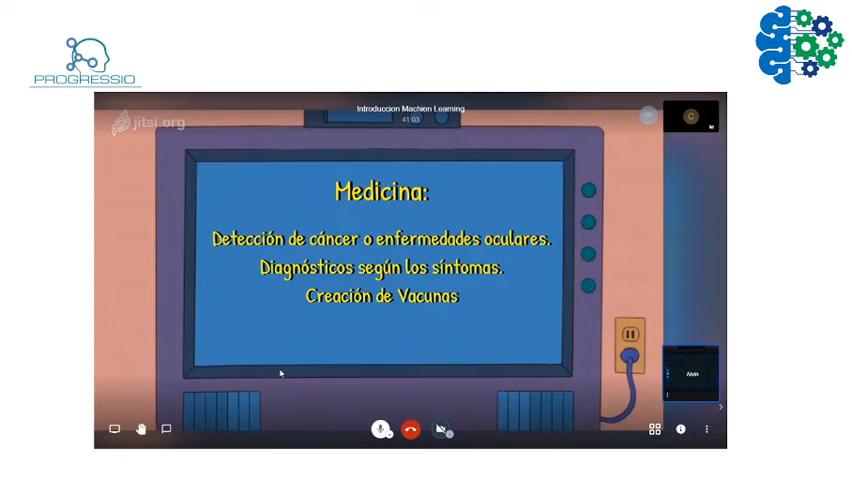 PROGRESSIO
Introduccion Machien Learning
41:03
jitsi.org
C
Medicina:
Detección de cáncer o enfermedades oculares.
Diagnósticos según los síntomas.
Creación de Vacunas
Alvin